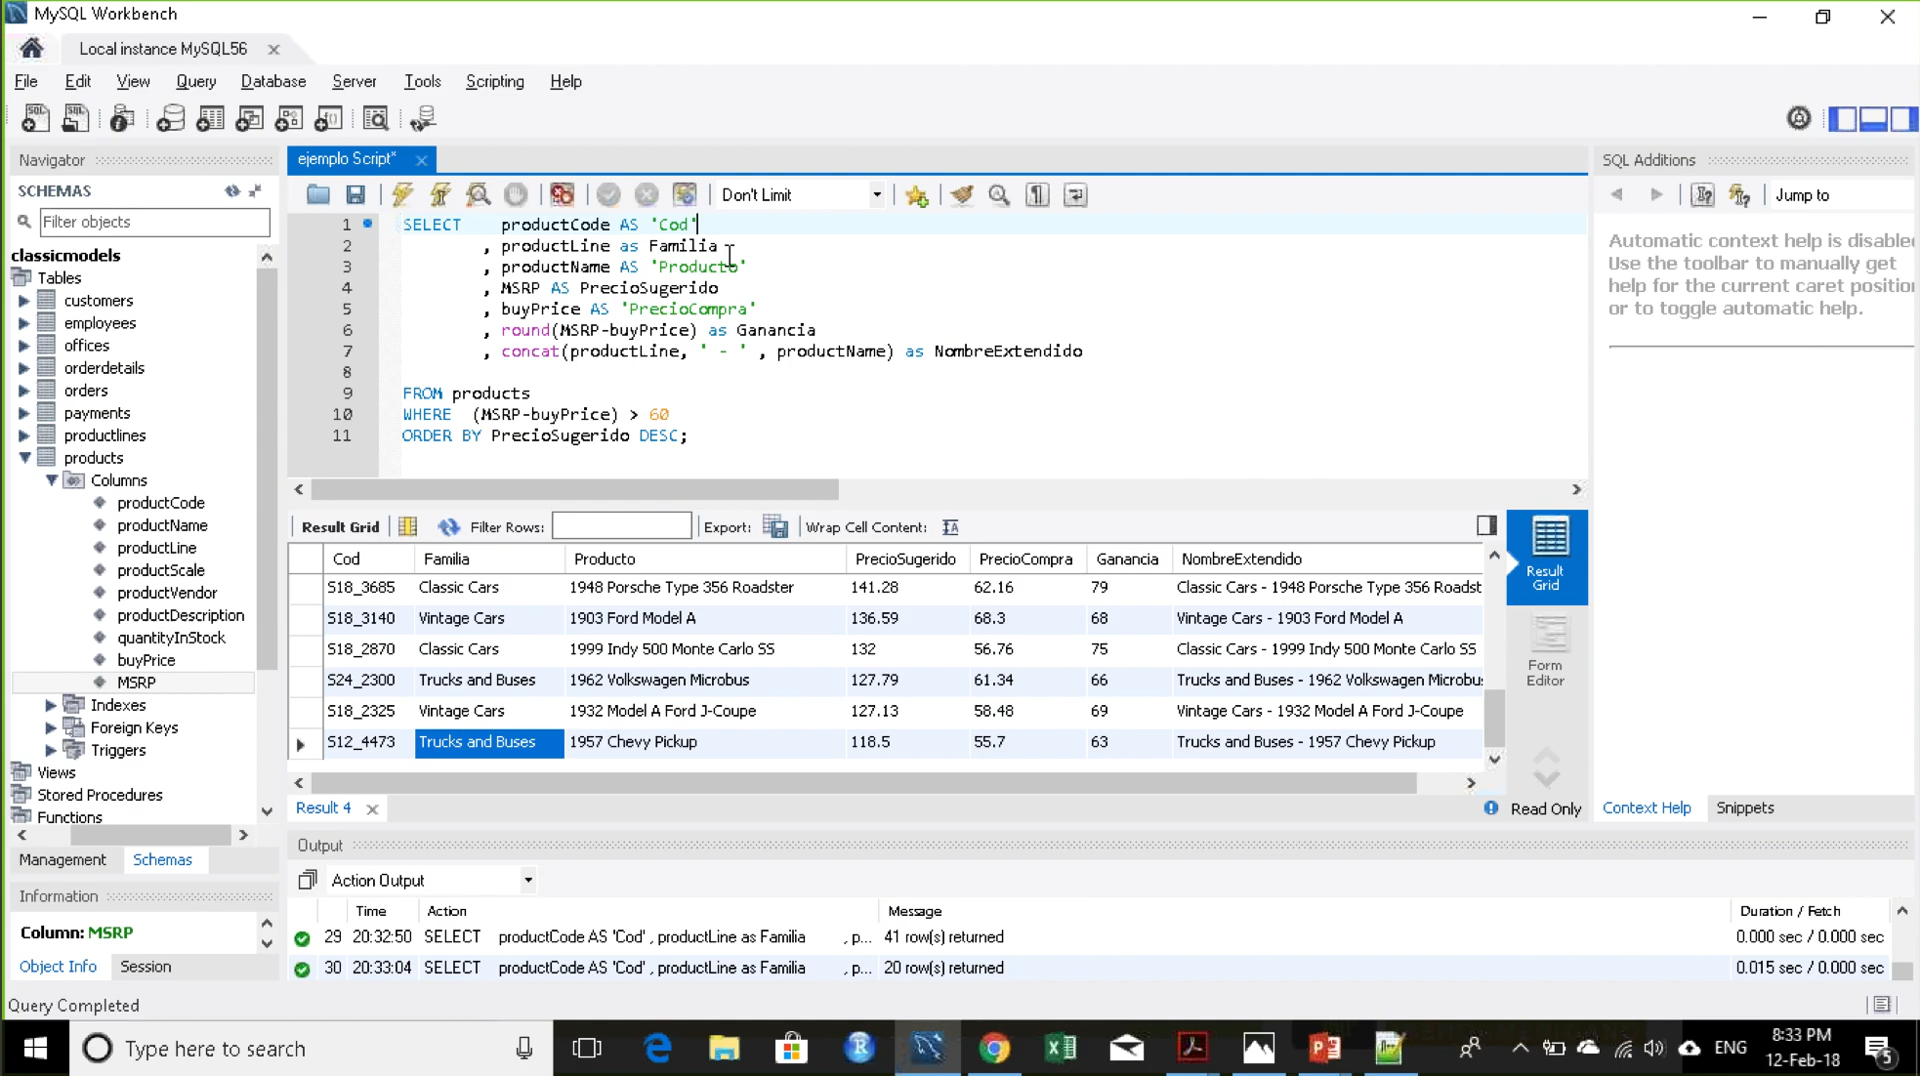 MySQL Workbench
Local instance MySQL56
File Edit View Query Database Server Tools Scripting Help
Navigator
SCHEMAS
Filter objects
classicmodels
Tables
customers
employees
offices
orderdetails
orders
payments
productlines
products
Columns
productCode
productName
productLine
productScale
productVendor
productDescription
quantityInStock
buyPrice
MSRP
Indexes
Foreign Keys
Triggers
Views
Stored Procedures
Functions
Management Schemas
Information
Column: MSRP
Object Info Session
Query Completed
ejemplo Script*
Don't Limit
1 SELECT productCode AS 'Cod'
2 , productLine as Familia
3 , productName AS 'Producto'
4 , MSRP AS PrecioSugerido
5 , buyPrice AS 'PrecioCompra'
6 , round(MSRP-buyPrice) as Ganancia
7 , concat(productLine, ' - ' , productName) as NombreExtendido
8
9 FROM products
10 WHERE (MSRP-buyPrice) > 60
11 ORDER BY PrecioSugerido DESC;
Result Grid Filter Rows: Export: Wrap Cell Content:
Cod Familia Producto PrecioSugerido PrecioCompra Ganancia NombreExtendido
S18_3685 Classic Cars 1948 Porsche Type 356 Roadster 141.28 62.16 79 Classic Cars - 1948 Porsche Type 356 Roadst
S18_3140 Vintage Cars 1903 Ford Model A 136.59 68.3 68 Vintage Cars - 1903 Ford Model A
S18_2870 Classic Cars 1999 Indy 500 Monte Carlo SS 132 56.76 75 Classic Cars - 1999 Indy 500 Monte Carlo SS
S24_2300 Trucks and Buses 1962 Volkswagen Microbus 127.79 61.34 66 Trucks and Buses - 1962 Volkswagen Microbu
S18_2325 Vintage Cars 1932 Model A Ford J-Coupe 127.13 58.48 69 Vintage Cars - 1932 Model A Ford J-Coupe
S12_4473 Trucks and Buses 1957 Chevy Pickup 118.5 55.7 63 Trucks and Buses - 1957 Chevy Pickup
Result
Grid
Form
Editor
Result 4
Read Only
SQL Additions
Jump to
Automatic context help is disable
Use the toolbar to manually get
help for the current caret position
or to toggle automatic help.
Context Help Snippets
Output
Action Output
Time Action Message Duration / Fetch
29 20:32:50 SELECT productCode AS 'Cod' , productLine as Familia , p... 41 row(s) returned 0.000 sec / 0.000 sec
30 20:33:04 SELECT productCode AS 'Cod' , productLine as Familia , p... 20 row(s) returned 0.015 sec / 0.000 sec
Type here to search
ENG
8:33 PM
12-Feb-18
5